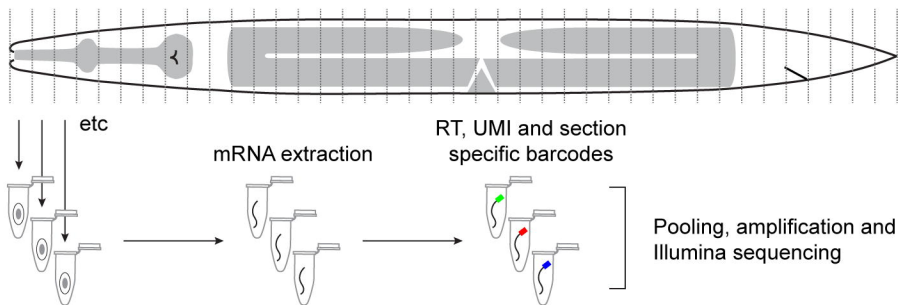 etc
mRNA extraction
RT, UMI and section
specific barcodes
Pooling, amplification and
Illumina sequencing